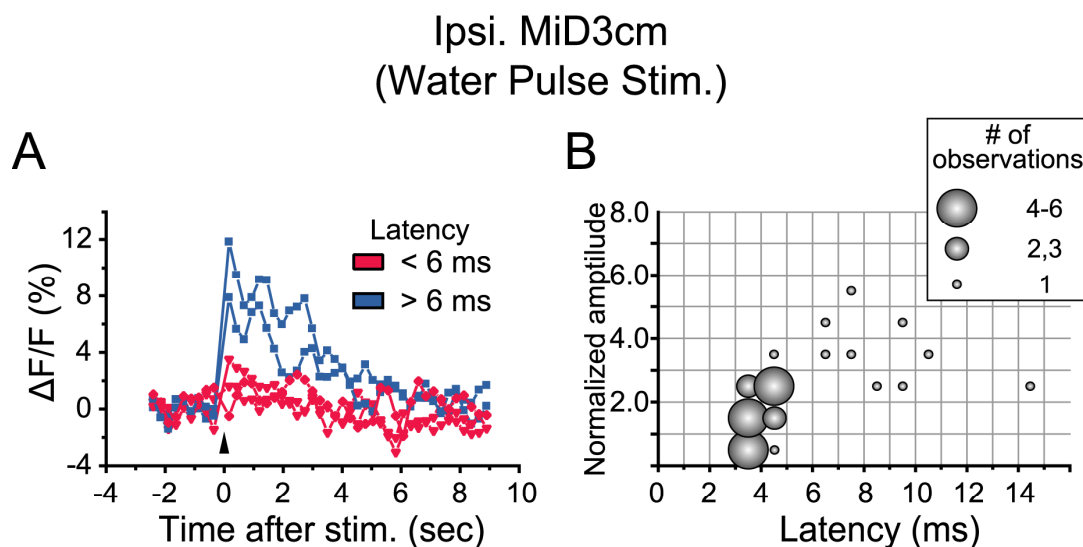 Ipsi. MiD3cm
(Water Pulse Stim.)
A
ΔF/F (%)
12
8
4
0
-4
Latency
< 6 ms
> 6 ms
-4 -2 0 2 4 6 8 10
Time after stim. (sec)
B
# of
observations
4-6
2,3
1
Normalized amptilude
8.0
6.0
4.0
2.0
0 2 4 6 8 10 12 14
Latency (ms)